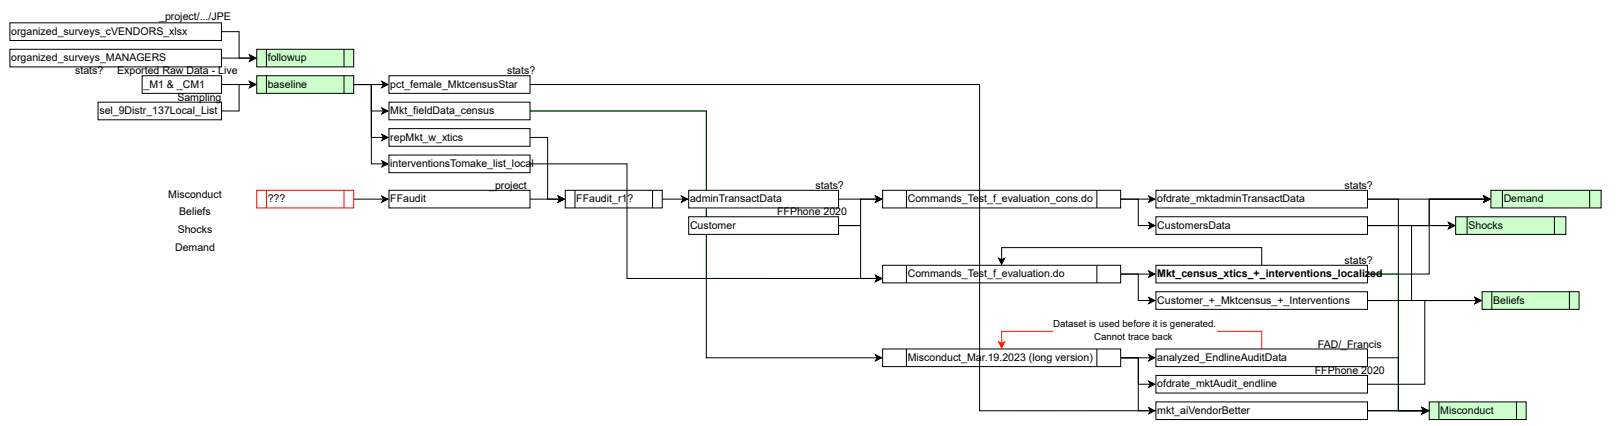 _project/.../JPE
organized_surveys_cVENDORS_xlsx
organized_surveys_MANAGERS
followup
stats?
Exported Raw Data - Live
stats?
_M1 & _CM1
baseline
pct_female_MktcensusStar
Sampling
sel_9Distr_137Local_List
Mkt_fieldData_census
repMkt_w_xtics
interventionsTomake_list_local
Misconduct
Beliefs
Shocks
Demand
_project
stats?
stats?
???
FFaudit
FFaudit_r1?
adminTransactData
Commands_Test_f_evaluation_cons.do
ofdrate_mktadminTransactData
Demand
FFPhone 2020
Customer
CustomersData
Shocks
stats?
Commands_Test_f_evaluation.do
Mkt_census_xtics_+_interventions_localized
Customer_+_Mktcensus_+_Interventions
Beliefs
Dataset is used before it is generated.
Cannot trace back
FAD/_Francis
Misconduct_Mar.19.2023 (long version)
analyzed_EndlineAuditData
FFPhone 2020
ofdrate_mktAudit_endline
mkt_aiVendorBetter
Misconduct